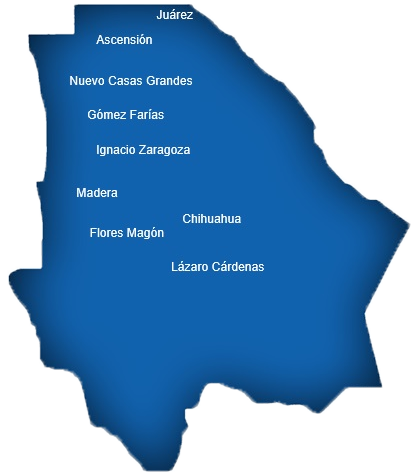 Juárez
Ascensión
Nuevo Casas Grandes
Gómez Farías
Ignacio Zaragoza
Madera
Chihuahua
Flores Magón
Lázaro Cárdenas